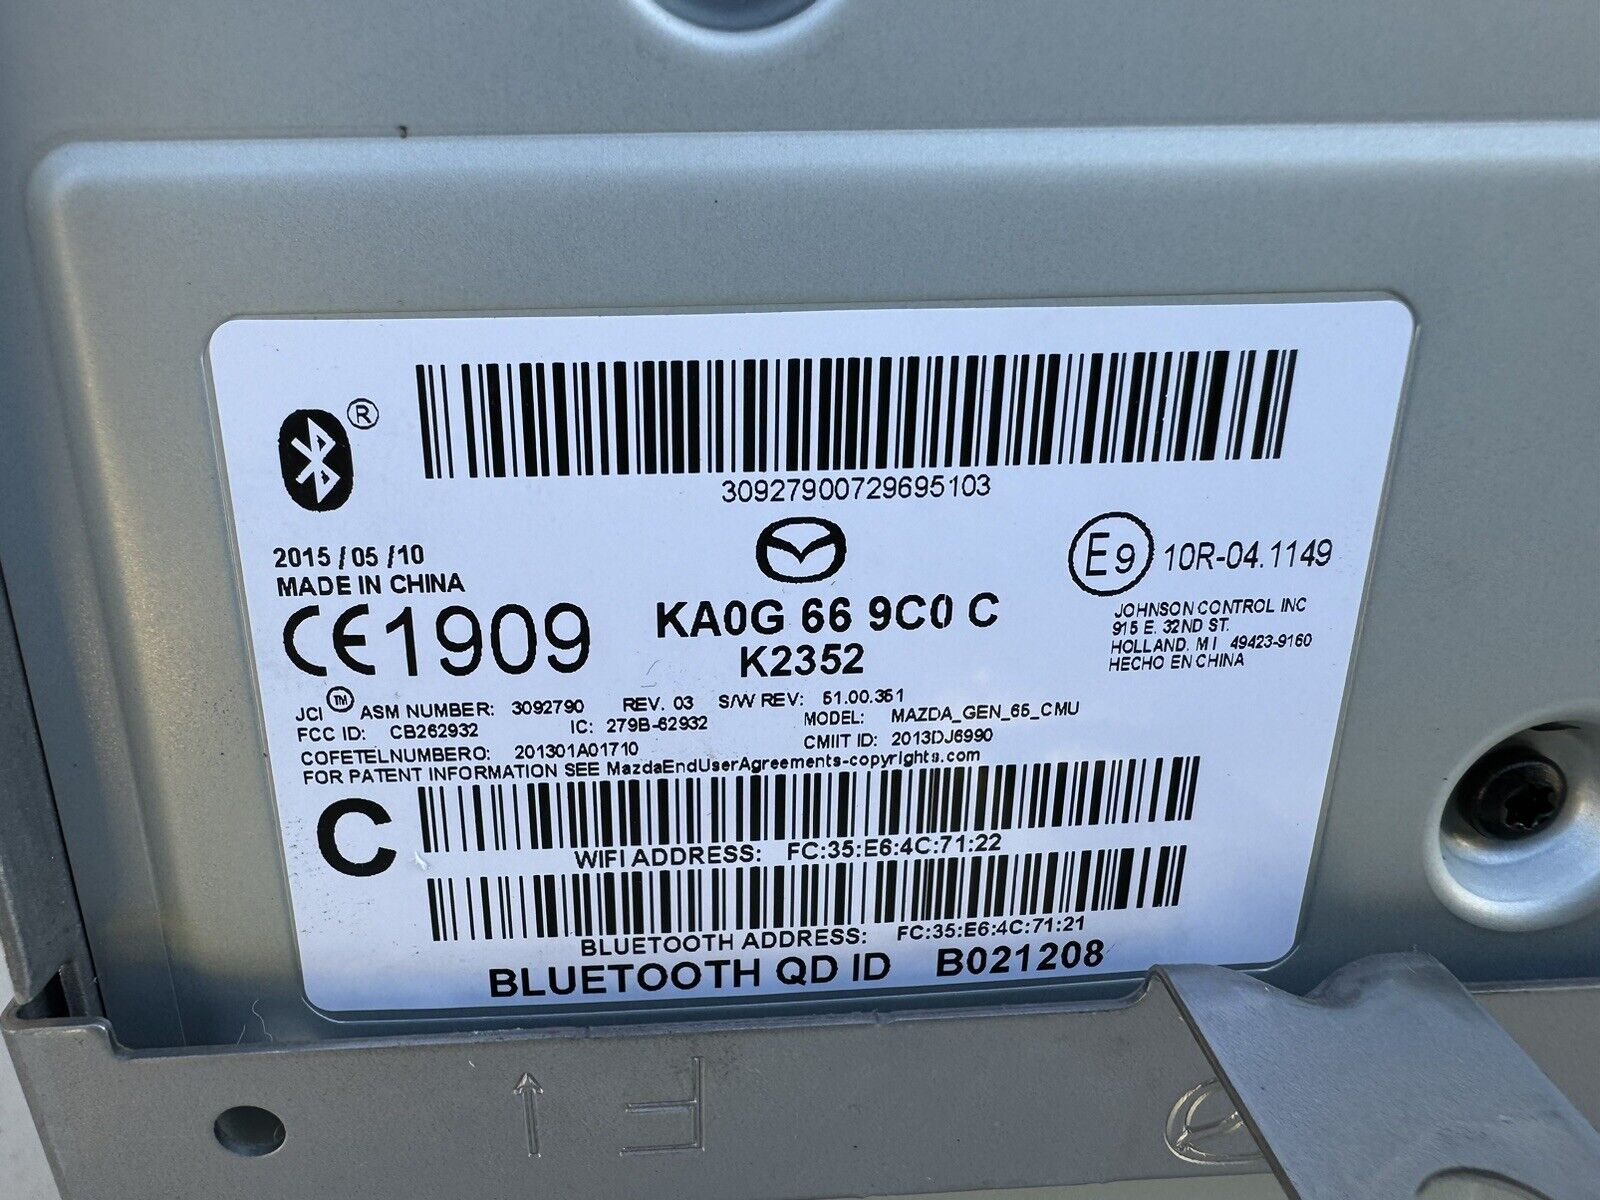 ®
30927900729695103
2015/05/10
MADE IN CHINA
CE1909
KA0G 66 9C0 C
K2352
E9 10R-04.1149
JOHNSON CONTROL INC
915 E. 32ND ST.
HOLLAND. MI 49423-9160
HECHO EN CHINA
JCI™ ASM NUMBER: 3092790 REV. 03 S/W REV: 51.00.351
FCC ID: CB262932 IC: 279B-62932 MODEL: MAZDA_GEN_65_CMU
COFETELNUMBERO: 201301A01710 CMIIT ID: 2013DJ6990
FOR PATENT INFORMATION SEE MazdaEndUserAgreements-copyrights.com
C
WIFI ADDRESS: FC:35:E6:4C:71:22
BLUETOOTH ADDRESS: FC:35:E6:4C:71:21
BLUETOOTH QD ID B021208
F